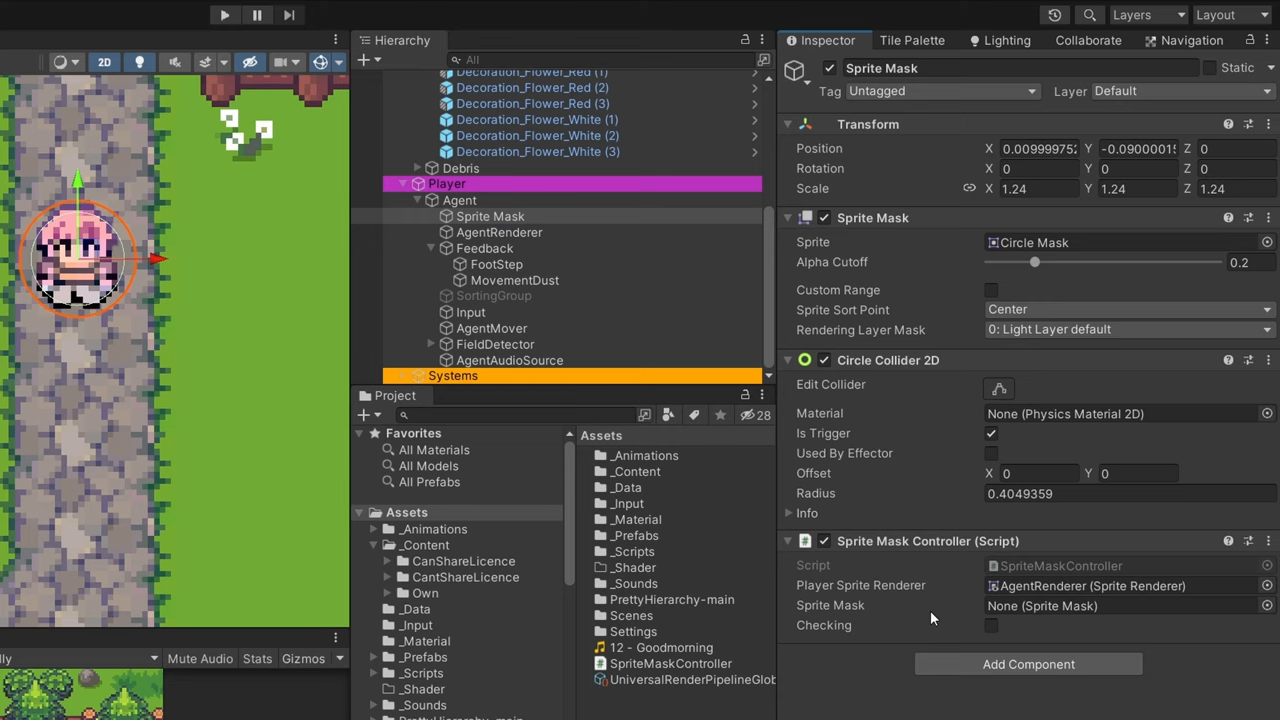 Layers
Layout
2D
Hierarchy
All
Decoration_Flower_Red (1)
Decoration_Flower_Red (2)
Decoration_Flower_Red (3)
Decoration_Flower_White (1)
Decoration_Flower_White (2)
Decoration_Flower_White (3)
Debris
Player
Agent
Sprite Mask
AgentRenderer
Feedback
FootStep
MovementDust
SortingGroup
Input
AgentMover
FieldDetector
AgentAudioSource
Systems
Project
28
Favorites
All Materials
All Models
All Prefabs
Assets
_Animations
_Content
CanShareLicence
CantShareLicence
Own
_Data
_Input
_Material
_Prefabs
_Scripts
_Shader
_Sounds
PrettyHierarchy-main
Assets
_Animations
_Content
_Data
_Input
_Material
_Prefabs
_Scripts
_Shader
_Sounds
PrettyHierarchy-main
Scenes
Settings
12 - Goodmorning
SpriteMaskController
UniversalRenderPipelineGlob
lly
Mute Audio
Stats
Gizmos
Inspector
Tile Palette
Lighting
Collaborate
Navigation
Sprite Mask
Static
Tag Untagged
Layer Default
Transform
Position X 0.009999752 Y -0.09000015 Z 0
Rotation X 0 Y 0 Z 0
Scale X 1.24 Y 1.24 Z 1.24
Sprite Mask
Sprite Circle Mask
Alpha Cutoff 0.2
Custom Range
Sprite Sort Point Center
Rendering Layer Mask 0: Light Layer default
Circle Collider 2D
Edit Collider
Material None (Physics Material 2D)
Is Trigger
Used By Effector
Offset X 0 Y 0
Radius 0.4049359
Info
Sprite Mask Controller (Script)
Script SpriteMaskController
Player Sprite Renderer AgentRenderer (Sprite Renderer)
Sprite Mask None (Sprite Mask)
Checking
Add Component